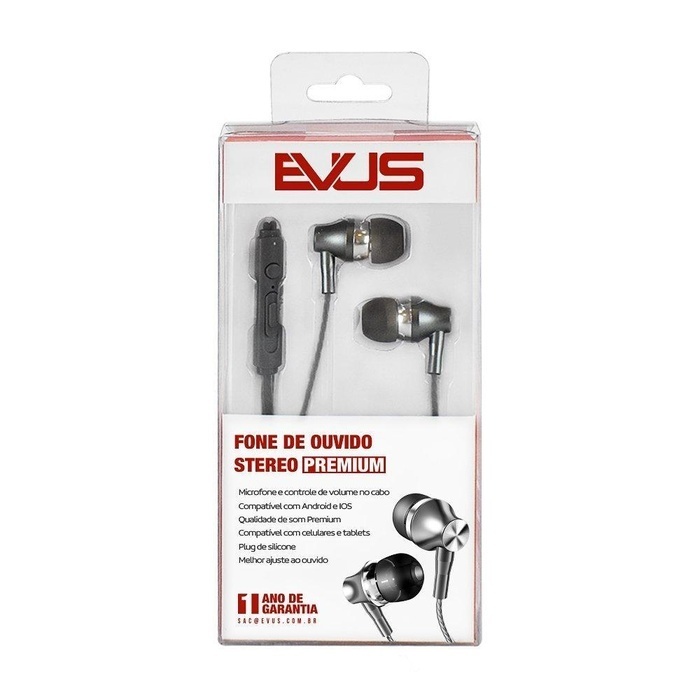 EVUS
FONE DE OUVIDO
STEREO PREMIUM
Microfone e controle de volume no cabo
Compatível com Android e IOS
Qualidade de som Premium
Compatível com celulares e tablets
Plug de silicone
Melhor ajuste ao ouvido
1 ANO DE
GARANTIA
SAC@EVUS.COM.BR